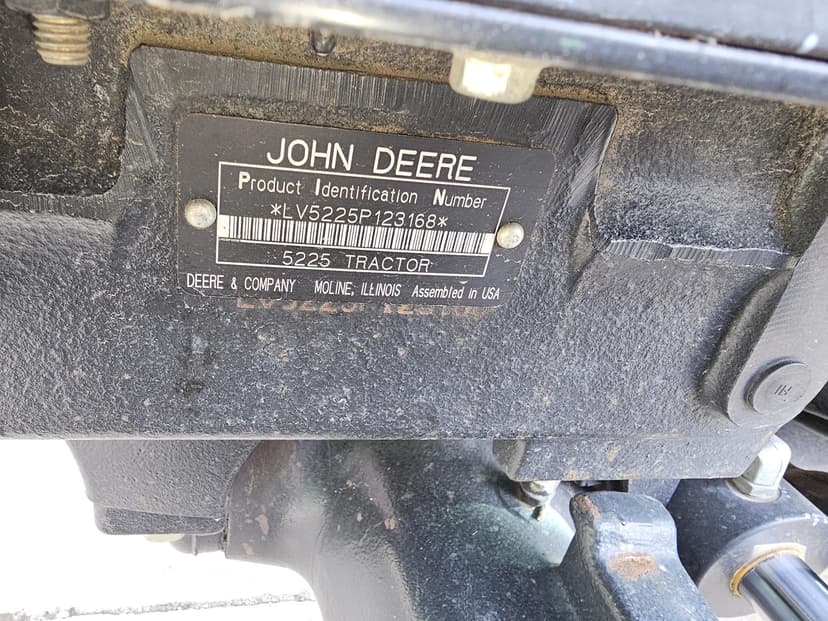 JOHN DEERE
Product Identification Number
*LV5225P123168*
5225 TRACTOR
DEERE & COMPANY MOLINE, ILLINOIS Assembled in USA